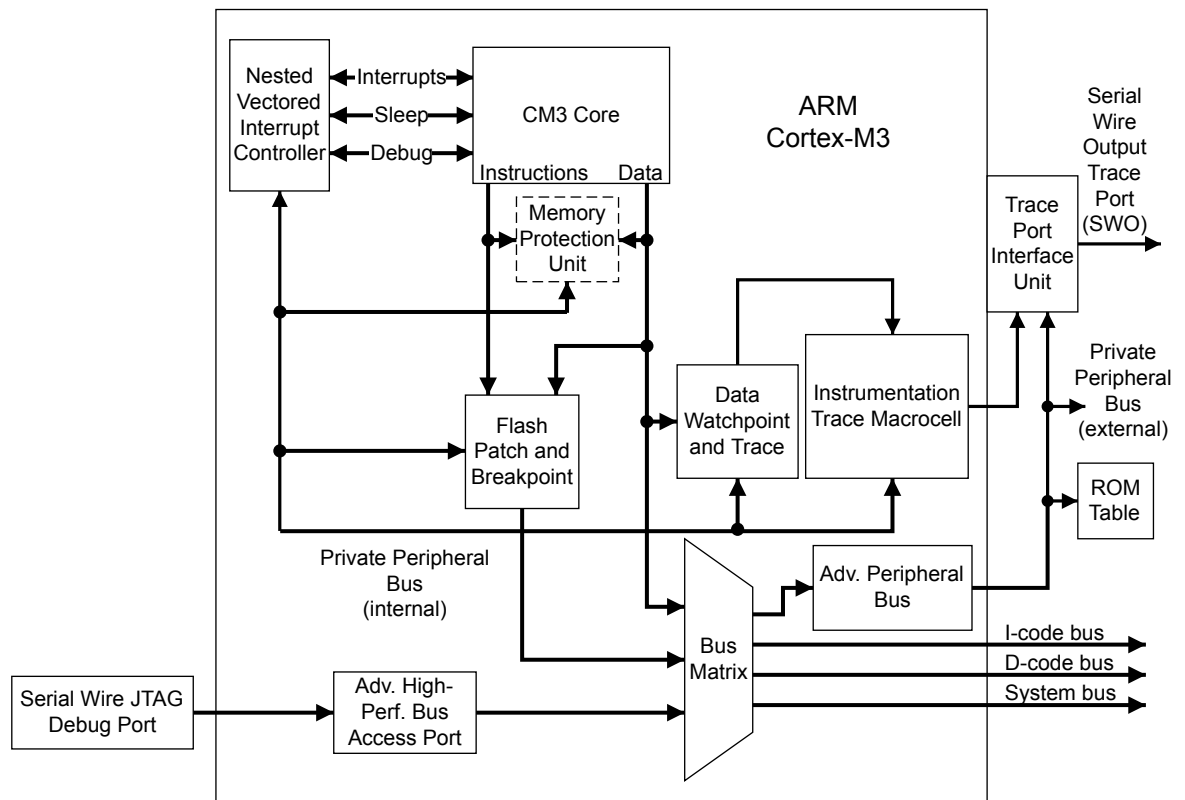 Nested
Vectored
Interrupt
Controller
Interrupts
Sleep
Debug
CM3 Core
Instructions
Data
ARM
Cortex-M3
Memory
Protection
Unit
Trace
Port
Interface
Unit
Serial
Wire
Output
Trace
Port
(SWO)
Flash
Patch and
Breakpoint
Data
Watchpoint
and Trace
Instrumentation
Trace Macrocell
Private
Peripheral
Bus
(external)
ROM
Table
Private Peripheral
Bus
(internal)
Bus
Matrix
Adv. Peripheral
Bus
I-code bus
D-code bus
System bus
Serial Wire JTAG
Debug Port
Adv. High-
Perf. Bus
Access Port